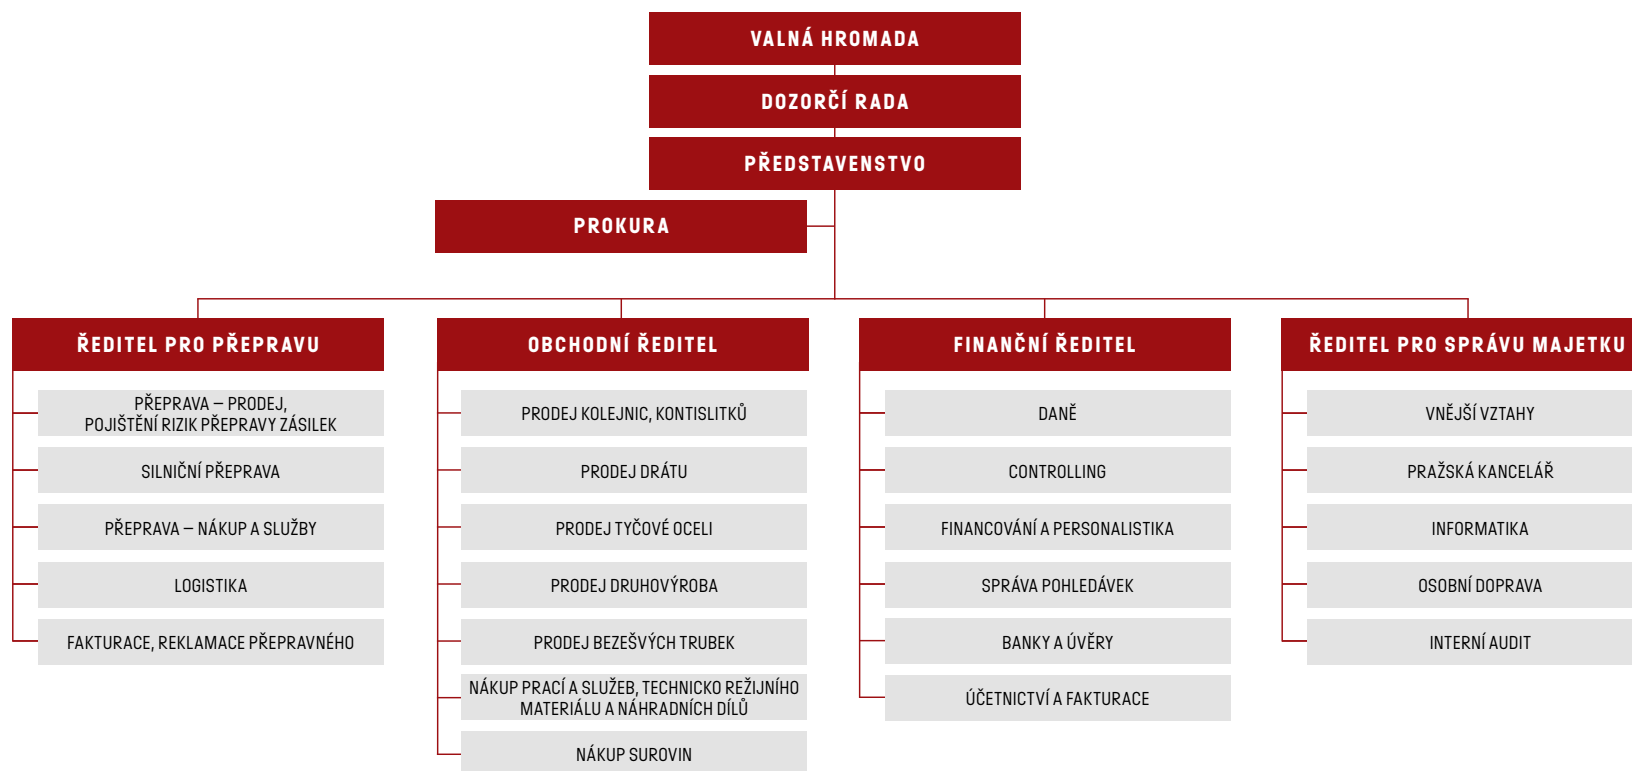 VALNÁ HROMADA
DOZORČÍ RADA
PŘEDSTAVENSTVO
PROKURA
ŘEDITEL PRO PŘEPRAVU
PŘEPRAVA – PRODEJ,
POJIŠTĚNÍ RIZIK PŘEPRAVY ZÁSILEK
SILNIČNÍ PŘEPRAVA
PŘEPRAVA – NÁKUP A SLUŽBY
LOGISTIKA
FAKTURACE, REKLAMACE PŘEPRAVNÉHO
OBCHODNÍ ŘEDITEL
PRODEJ KOLEJNIC, KONTISLITKŮ
PRODEJ DRÁTU
PRODEJ TYČOVÉ OCELI
PRODEJ DRUHOVÝROBA
PRODEJ BEZEŠVÝCH TRUBEK
NÁKUP PRACÍ A SLUŽEB, TECHNICKO REŽIJNÍHO
MATERIÁLU A NÁHRADNÍCH DÍLŮ
NÁKUP SUROVIN
FINANČNÍ ŘEDITEL
DANĚ
CONTROLLING
FINANCOVÁNÍ A PERSONALISTIKA
SPRÁVA POHLEDÁVEK
BANKY A ÚVĚRY
ÚČETNICTVÍ A FAKTURACE
ŘEDITEL PRO SPRÁVU MAJETKU
VNĚJŠÍ VZTAHY
PRAŽSKÁ KANCELÁŘ
INFORMATIKA
OSOBNÍ DOPRAVA
INTERNÍ AUDIT